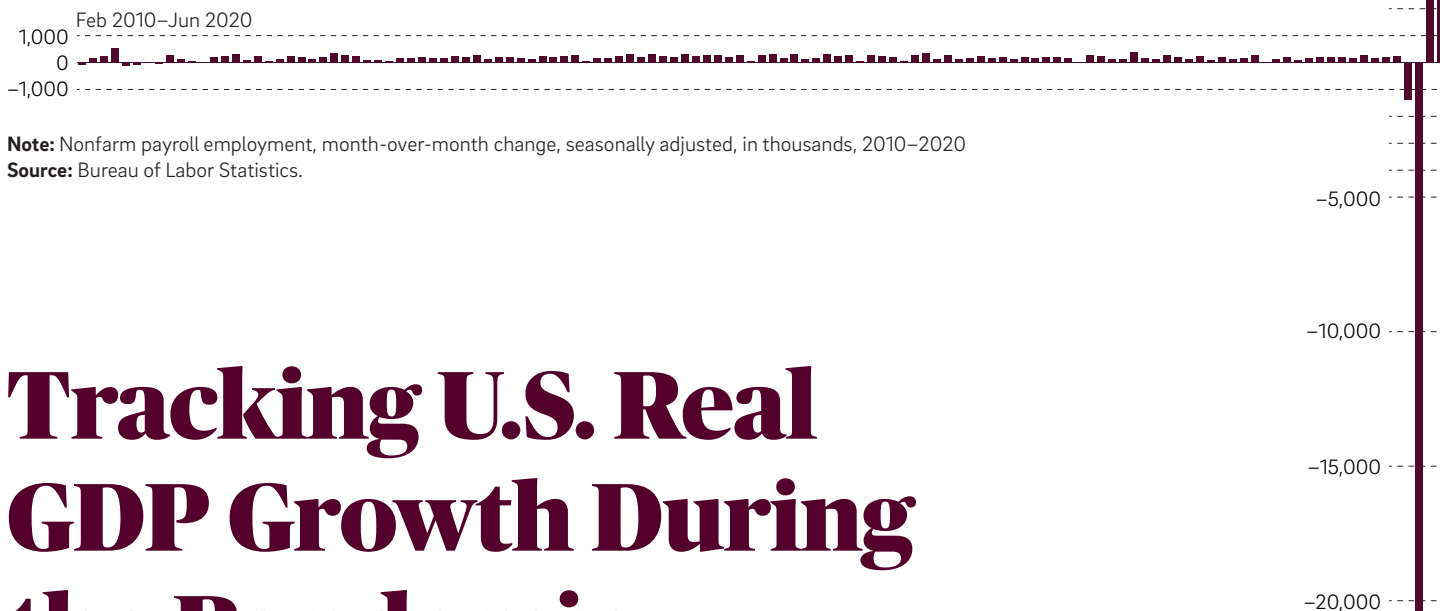 Feb 2010–Jun 2020
1,000
0
–1,000
Note: Nonfarm payroll employment, month-over-month change, seasonally adjusted, in thousands, 2010–2020
Source: Bureau of Labor Statistics.
–5,000
–10,000
Tracking U.S. Real
–15,000
GDP Growth During
–20,000